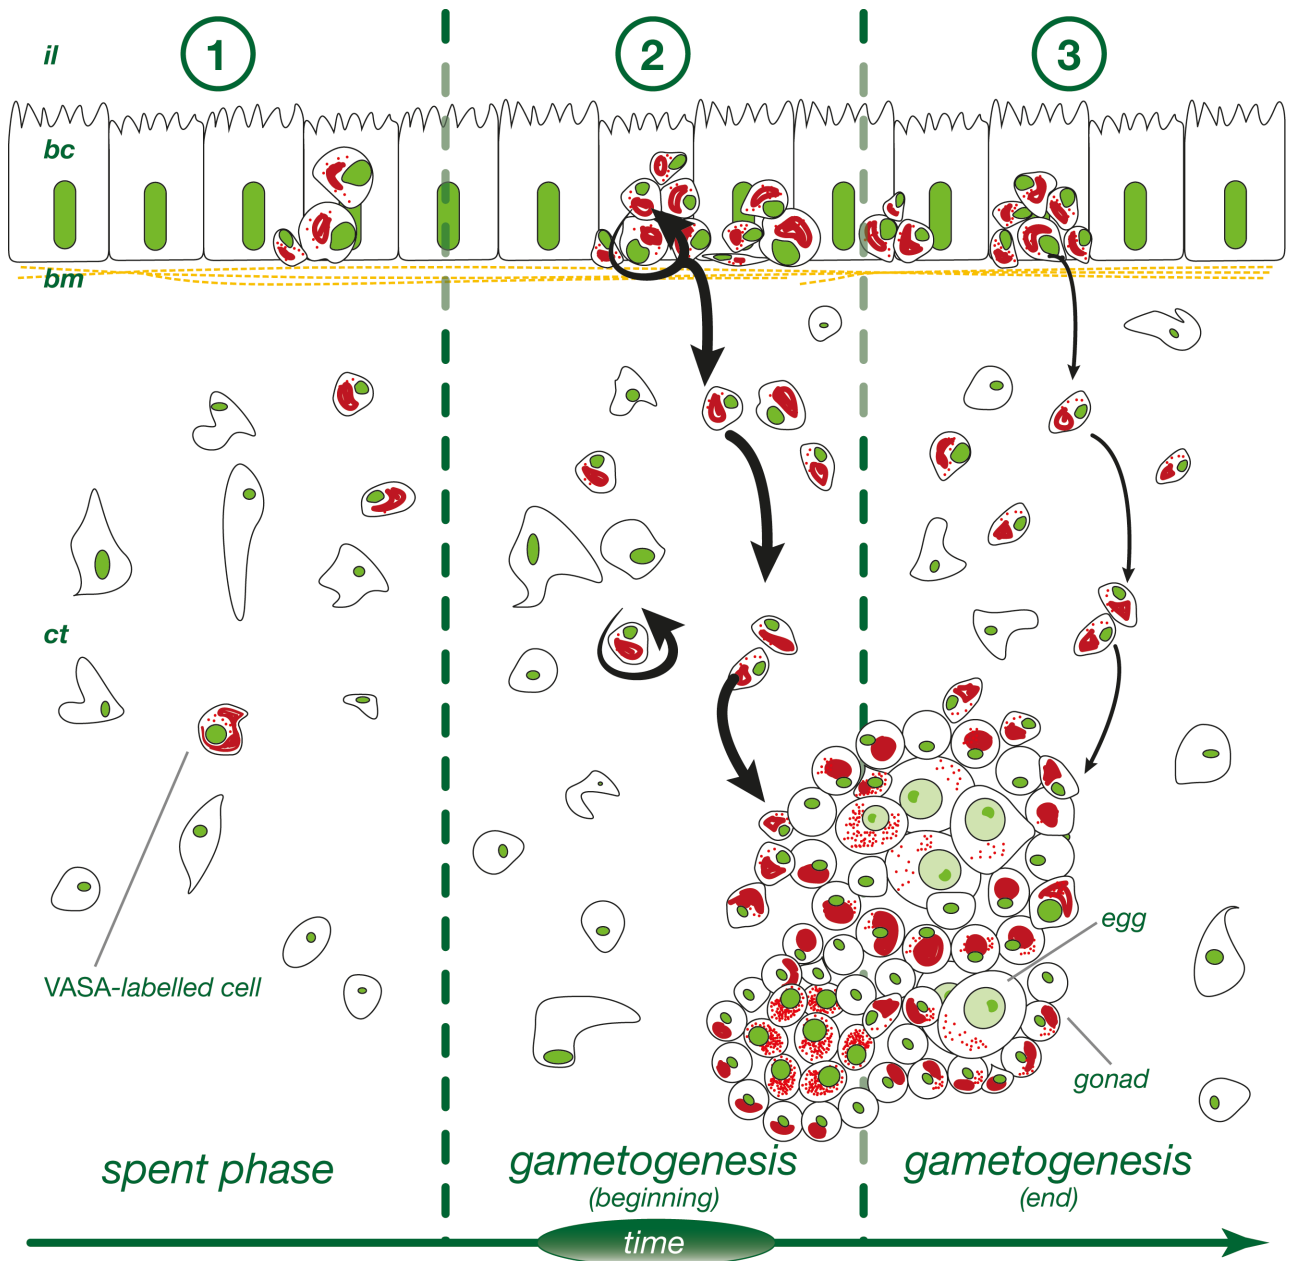 il
1
2
3
bc
bm
ct
VASA-labelled cell
egg
gonad
spent phase
gametogenesis
(beginning)
gametogenesis
(end)
time